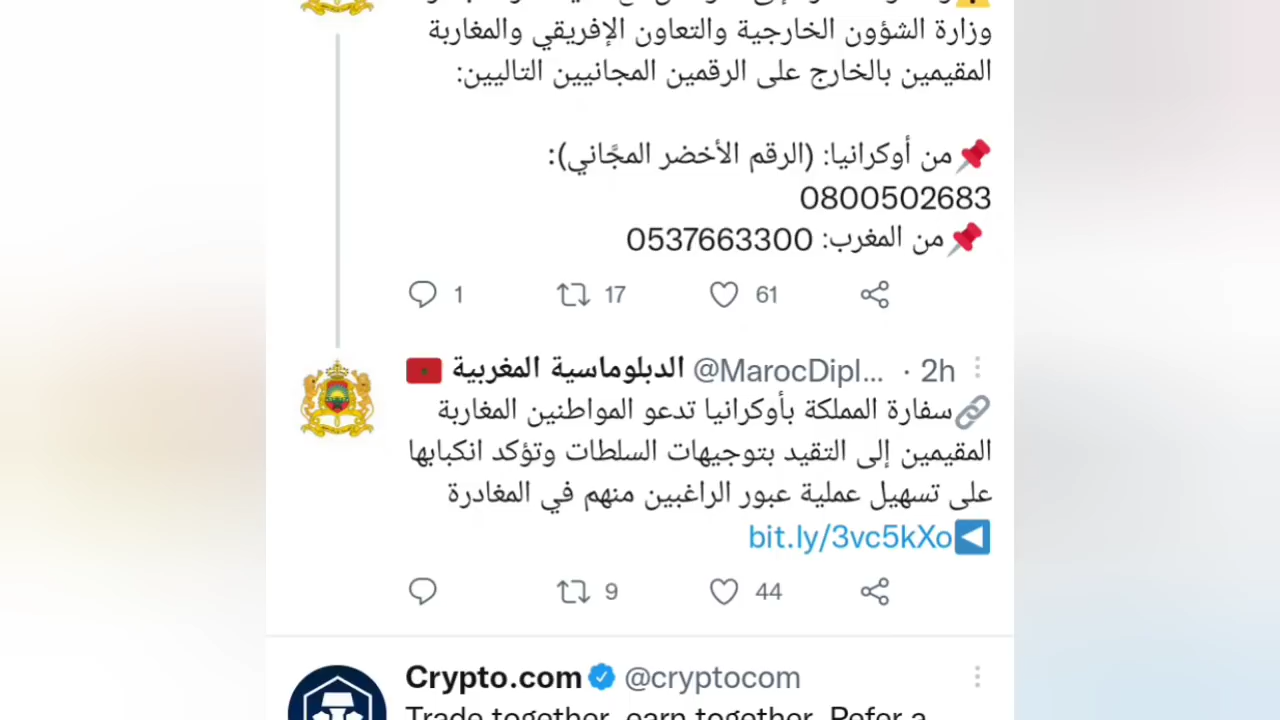 وزارة الشؤون الخارجية والتعاون الإفريقي والمغاربة
المقيمين بالخارج على الرقمين المجانيين التاليين:
📌من أوكرانيا: (الرقم الأخضر المجَّاني):
0800502683
📌من المغرب: 0537663300
1 17 61
الدبلوماسية المغربية 🇲🇦 @MarocDipl... · 2h
🔗سفارة المملكة بأوكرانيا تدعو المواطنين المغاربة
المقيمين إلى التقيد بتوجيهات السلطات وتؤكد انكبابها
على تسهيل عملية عبور الراغبين منهم في المغادرة
◀bit.ly/3vc5kXo
9 44
Crypto.com @cryptocom
Trade together, earn together. Refer a